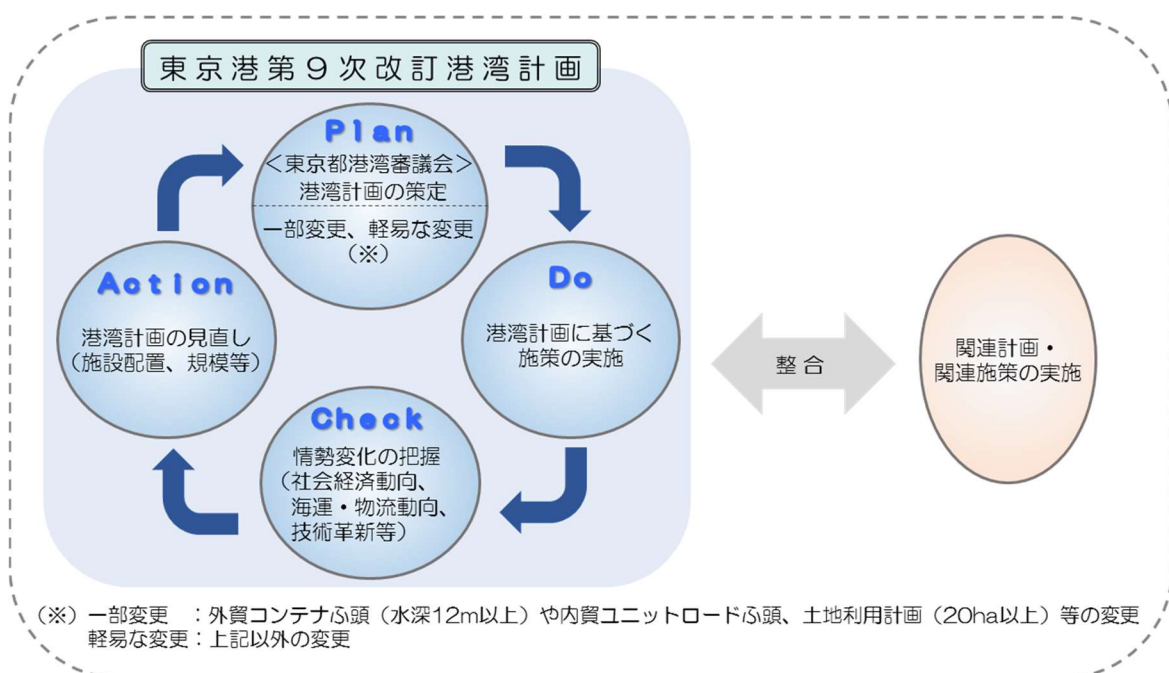 東京港第9次改訂港湾計画
Plan
＜東京都港湾審議会＞
港湾計画の策定
一部変更、軽易な変更
（※）
Do
港湾計画に基づく
施策の実施
Check
情勢変化の把握
（社会経済動向、
海運・物流動向、
技術革新等）
Action
港湾計画の見直し
（施設配置、規模等）
整合
関連計画・
関連施策の実施
（※）一部変更　：外貿コンテナふ頭（水深12m以上）や内貿ユニットロードふ頭、土地利用計画（20ha以上）等の変更
軽易な変更：上記以外の変更